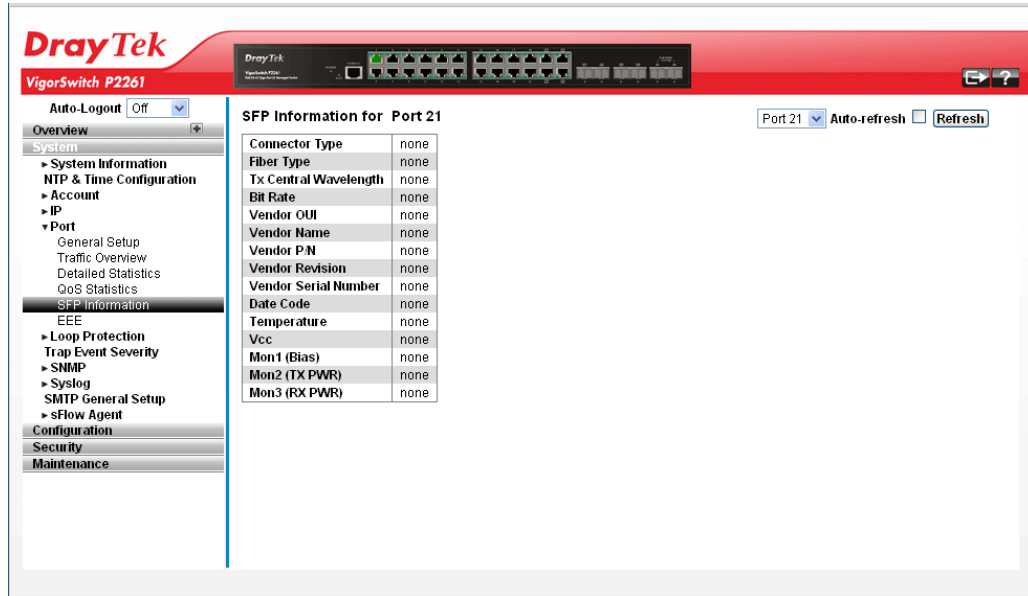 DrayTek
VigorSwitch P2261
DrayTek
Auto-Logout Off
Overview
System
System Information
NTP & Time Configuration
Account
IP
Port
General Setup
Traffic Overview
Detailed Statistics
QoS Statistics
SFP Information
EEE
Loop Protection
Trap Event Severity
SNMP
Syslog
SMTP General Setup
sFlow Agent
Configuration
Security
Maintenance
SFP Information for Port 21
Port 21 Auto-refresh Refresh
Connector Type none
Fiber Type none
Tx Central Wavelength none
Bit Rate none
Vendor OUI none
Vendor Name none
Vendor P/N none
Vendor Revision none
Vendor Serial Number none
Date Code none
Temperature none
Vcc none
Mon1 (Bias) none
Mon2 (TX PWR) none
Mon3 (RX PWR) none